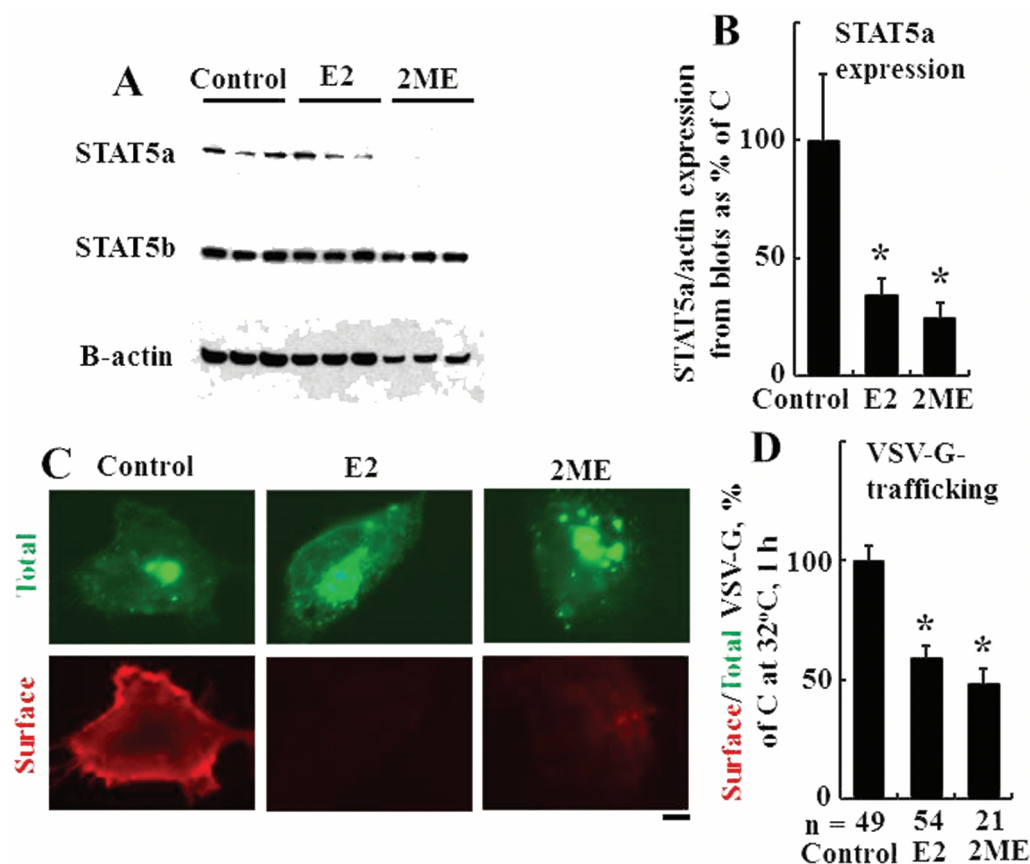 A
Control E2 2ME
STAT5a
STAT5b
B-actin
B
STAT5a
expression
STAT5a/actin expression
from blots as % of C
100
50
0
Control E2 2ME
C
Control E2 2ME
Total
Surface
D
VSV-G-
trafficking
Surface/Total VSV-G, %
of C at 32ºC, 1 h
100
50
0
n = 49 54 21
Control E2 2ME
*
*
*
*